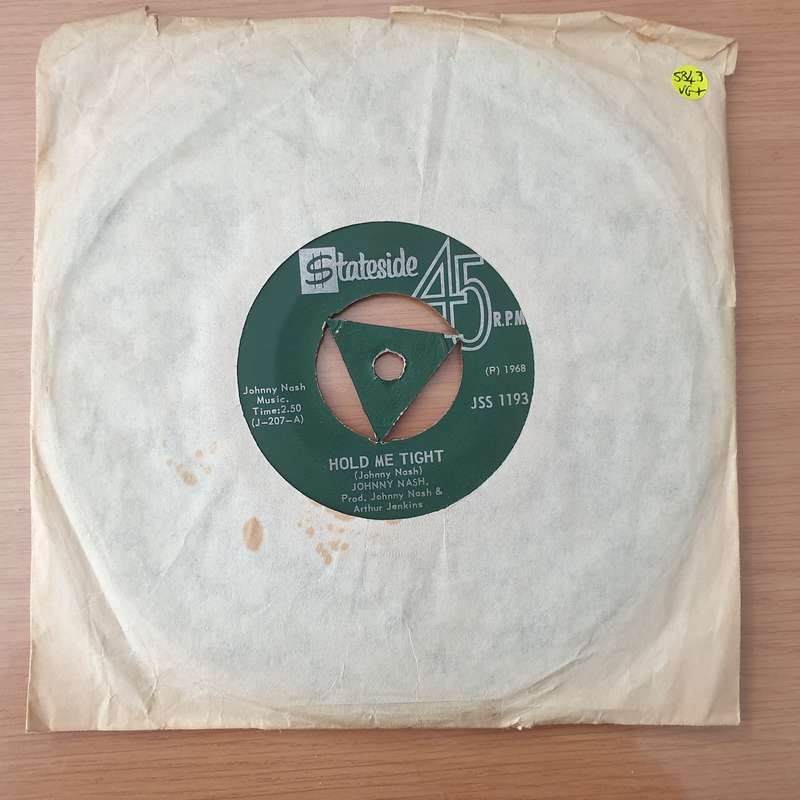 5843
VG+
$tateside 45
R.P.M
(P) 1968
JSS 1193
Johnny Nash
Music.
Time:2.50
(J-207-A)
HOLD ME TIGHT
(Johnny Nash)
JOHNNY NASH.
Prod. Johnny Nash &
Arthur Jenkins